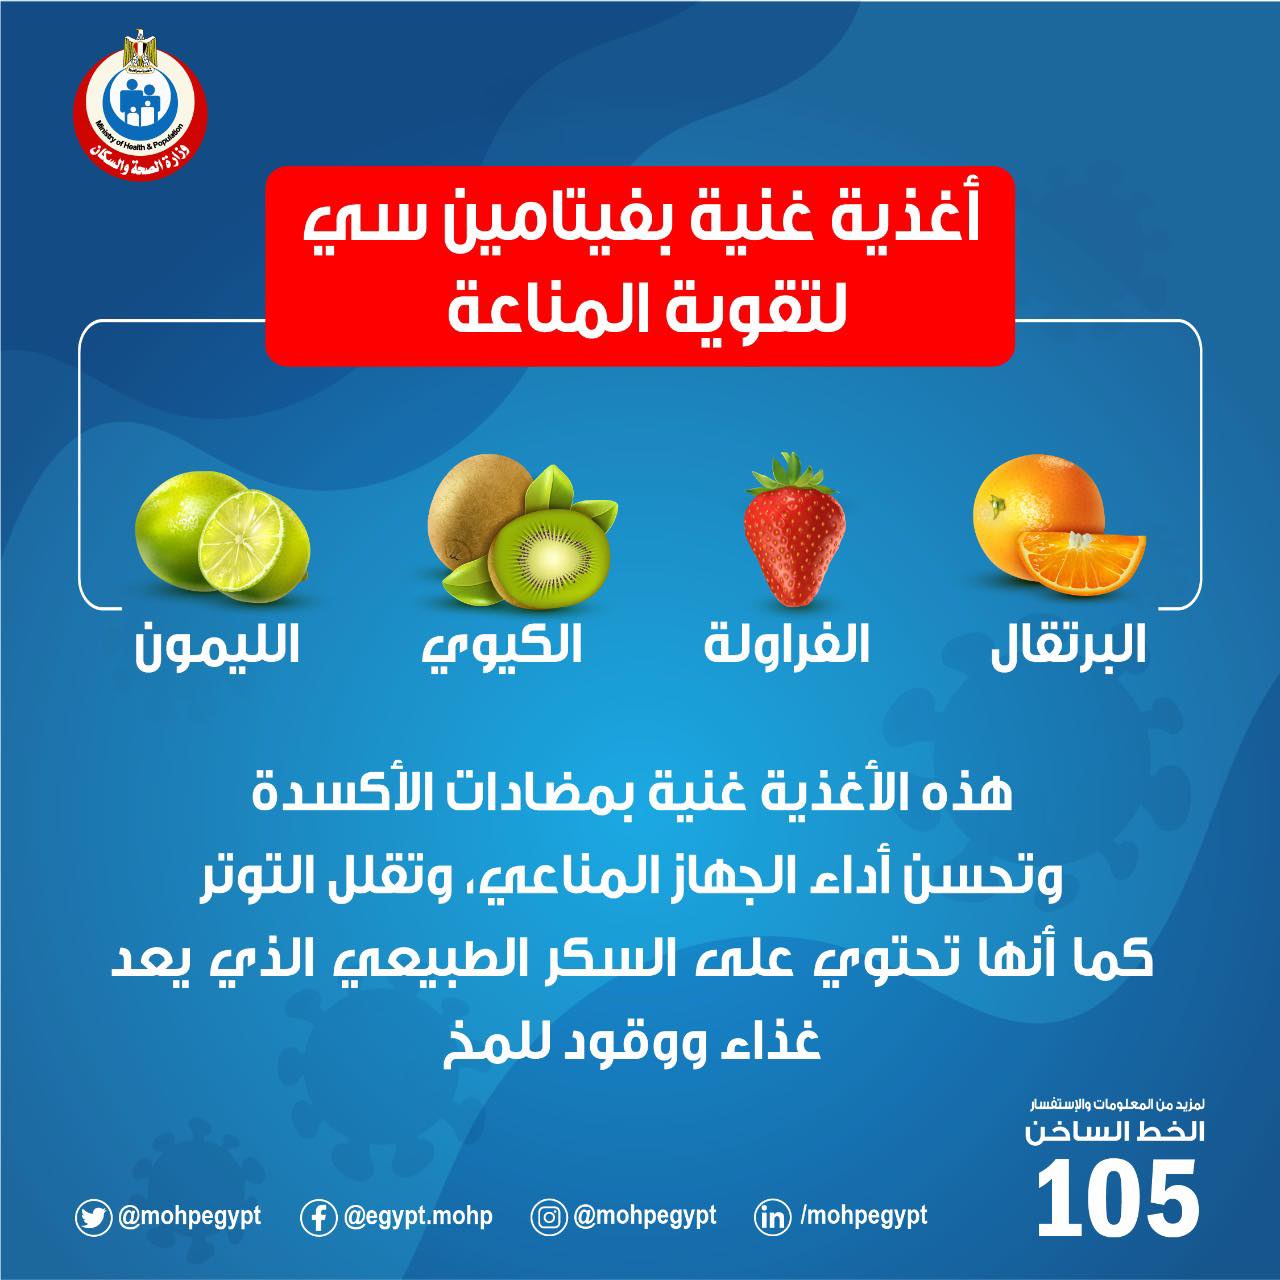 Ministry of Health & Population
وزارة الصحة والسكان
أغذية غنية بفيتامين سي
لتقوية المناعة
البرتقال
الفراولة
الكيوي
الليمون
هذه الأغذية غنية بمضادات الأكسدة
وتحسن أداء الجهاز المناعي، وتقلل التوتر
كما أنها تحتوي على السكر الطبيعي الذي يعد
غذاء ووقود للمخ
لمزيد من المعلومات والإستفسار
الخط الساخن
105
@mohpegypt
@egypt.mohp
@mohpegypt
/mohpegypt